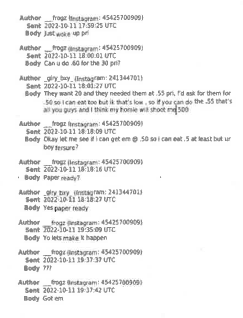 Author __frogz (Instagram: 45425700909)
Sent 2022-10-11 17:59:25 UTC
Body Just woke up pri
Author __frogz (Instagram: 45425700909)
Sent 2022-10-11 18:00:01 UTC
Body Can u do .60 for the 30 pri?
Author _glry_bxy_ (Instagram: 241344701)
Sent 2022-10-11 18:01:27 UTC
Body They want 20 and they needed them at .55 pri, I'd ask for them for
.50 so i can eat too but ik that's low , so if you can do the .55 that's
all you guys and I think my homie will shoot me 500
Author __frogz (Instagram: 45425700909)
Sent 2022-10-11 18:18:09 UTC
Body Okay let me see if i can get em @ .50 so i can eat .5 at least but ur
boy fersure?
Author __frogz (Instagram: 45425700909)
Sent 2022-10-11 18:18:16 UTC
Body Paper ready?
Author _glry_bxy_ (Instagram: 241344701)
Sent 2022-10-11 18:18:27 UTC
Body Yes paper ready
Author __frogz (Instagram: 45425700909)
Sent 2022-10-11 19:35:09 UTC
Body Yo lets make it happen
Author __frogz (Instagram: 45425700909)
Sent 2022-10-11 19:37:37 UTC
Body ???
Author __frogz (Instagram: 45425700909)
Sent 2022-10-11 19:37:42 UTC
Body Got em